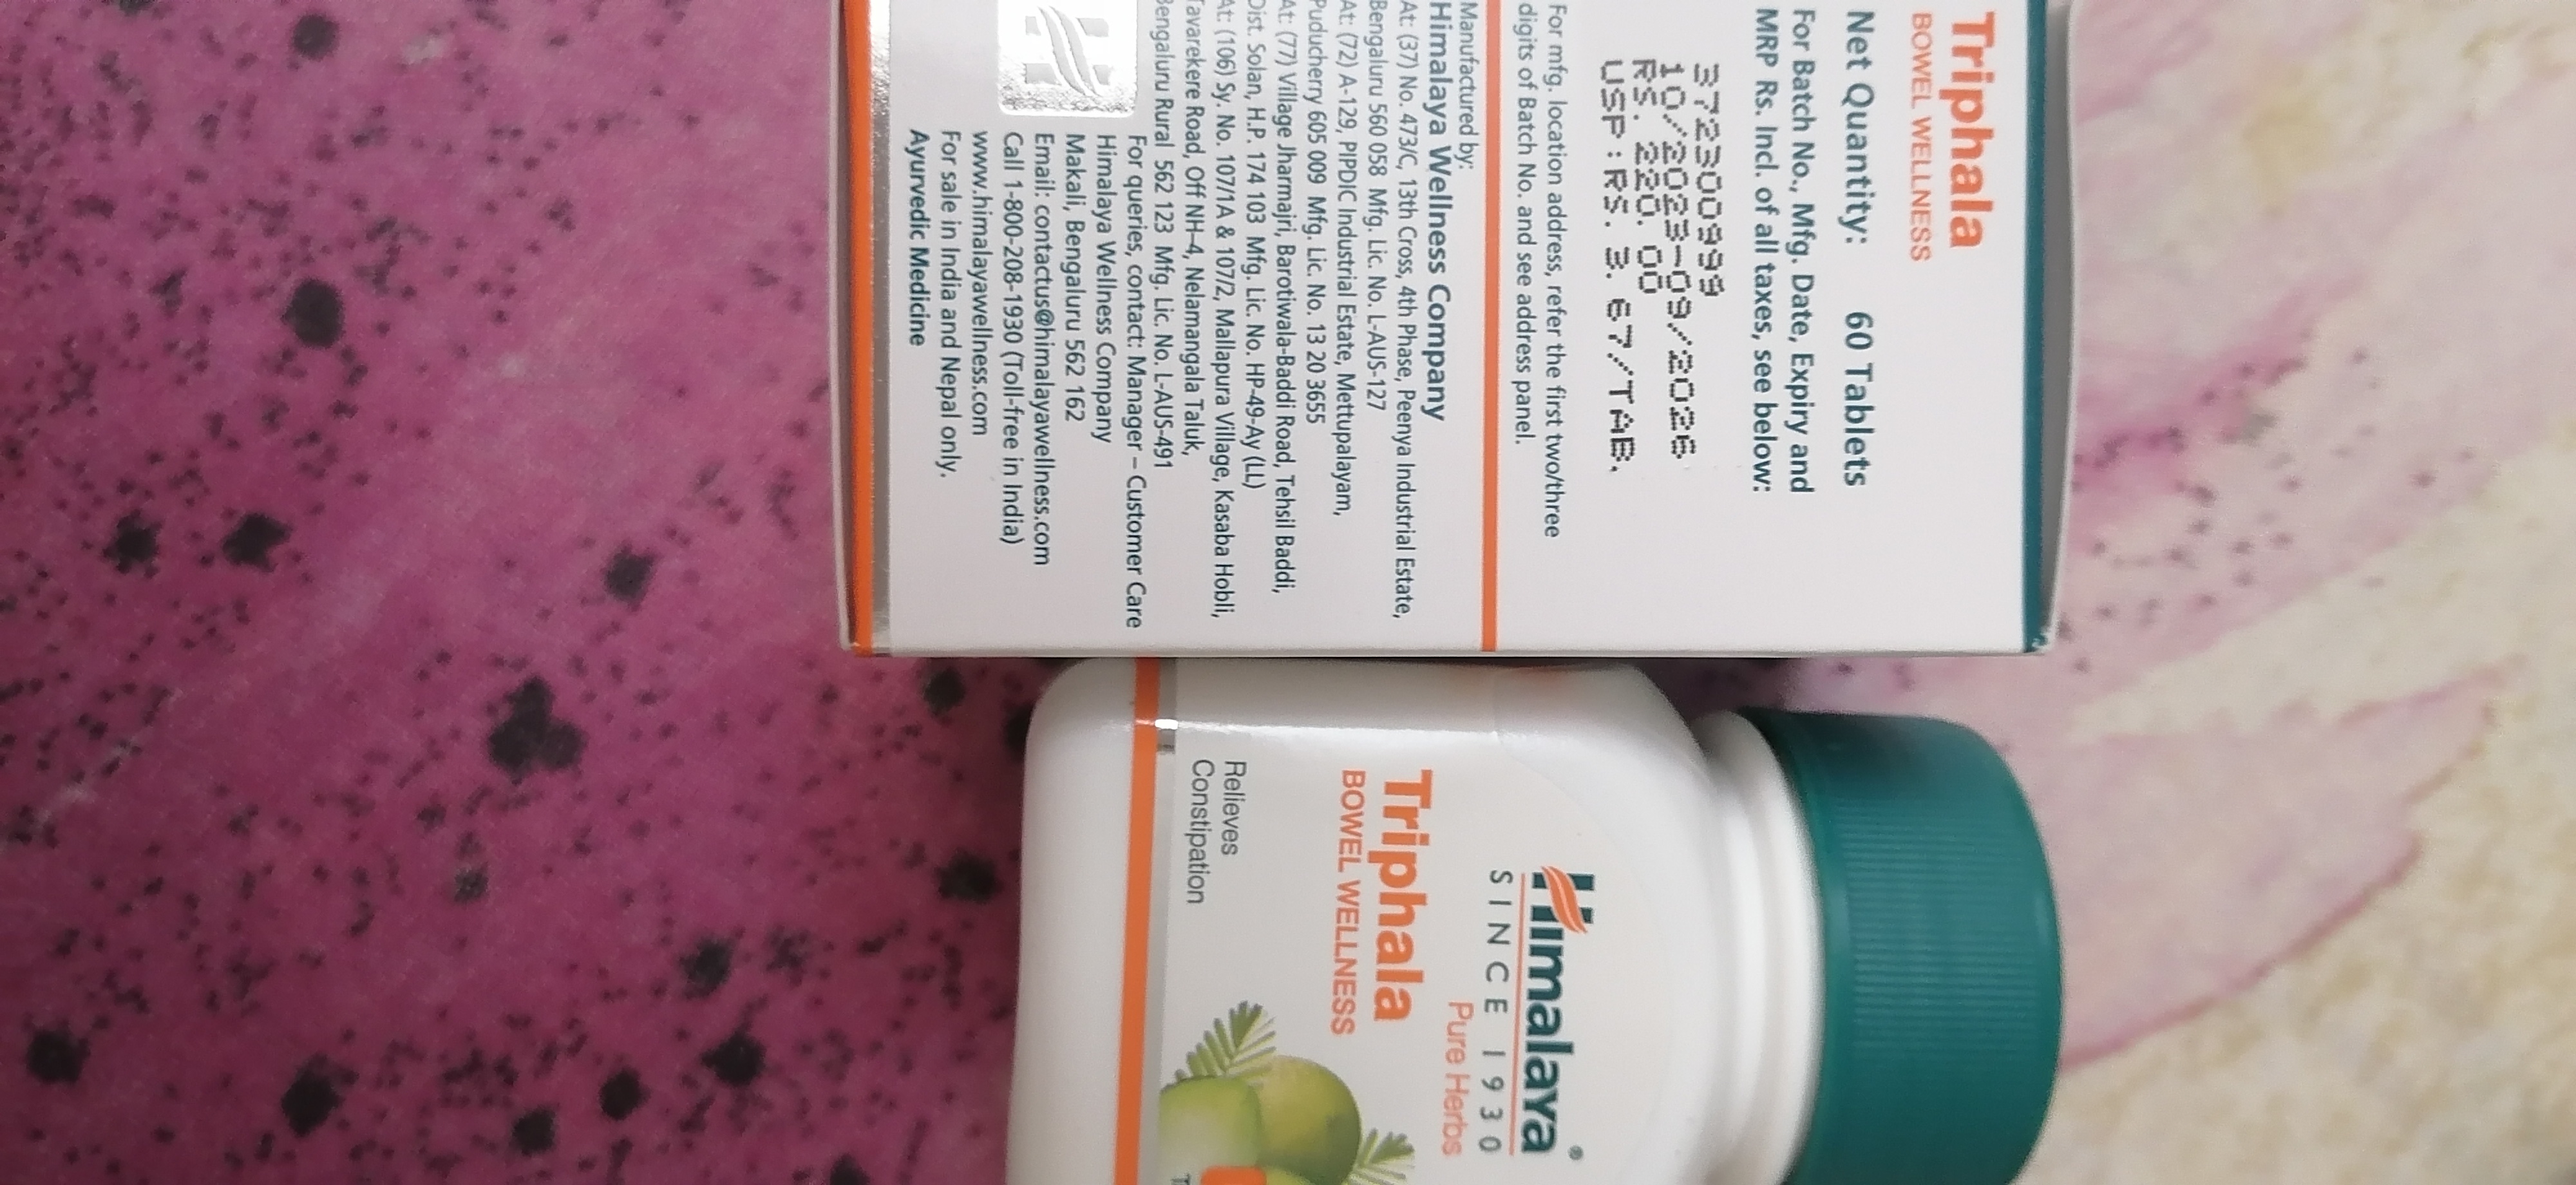 Triphala
BOWEL WELLNESS
Net Quantity: 60 Tablets
For Batch No., Mfg. Date, Expiry and
MRP Rs. Incl. of all taxes, see below:
372300999
10/2023-09/2026
RS. 220.00
USP:RS. 3.67/TAB.
For mfg. location address, refer the first two/three
digits of Batch No. and see address panel.
Manufactured by:
Himalaya Wellness Company
At: (37) No. 473/C, 13th Cross, 4th Phase, Peenya Industrial Estate,
Bengaluru 560 058 Mfg. Lic. No. L-AUS-127
At: (72) A-129, PIPDIC Industrial Estate, Mettupalayam,
Puducherry 605 009 Mfg. Lic. No. 13 20 3655
At: (77) Village Jharmajri, Barotiwala-Baddi Road, Tehsil Baddi,
Dist. Solan, H.P. 174 103 Mfg. Lic. No. HP-49-Ay (LL)
At: (106) Sy. No. 107/1A & 107/2, Mallapura Village, Kasaba Hobli,
Tavarekere Road, Off NH-4, Nelamangala Taluk,
Bengaluru Rural 562 123 Mfg. Lic. No. L-AUS-491
For queries, contact: Manager – Customer Care
Himalaya Wellness Company
Makali, Bengaluru 562 162
Email: contactus@himalayawellness.com
Call 1-800-208-1930 (Toll-free in India)
www.himalayawellness.com
For sale in India and Nepal only.
Ayurvedic Medicine
Himalaya®
SINCE 1930
Pure Herbs
Triphala
BOWEL WELLNESS
Relieves
Constipation